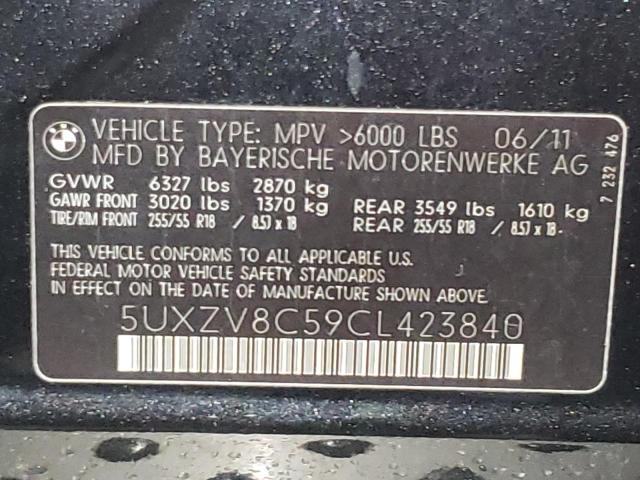 BMW
VEHICLE TYPE: MPV >6000 LBS 06/11
MFD BY BAYERISCHE MOTORENWERKE AG
GVWR 6327 lbs 2870 kg
GAWR FRONT 3020 lbs 1370 kg REAR 3549 lbs 1610 kg
TIRE/RIM FRONT 255/55 R18 / 8.5J x 18 REAR 255/55 R18 / 8.5J x 18 -
THIS VEHICLE CONFORMS TO ALL APPLICABLE U.S.
FEDERAL MOTOR VEHICLE SAFETY STANDARDS
IN EFFECT ON THE DATE OF MANUFACTURE SHOWN ABOVE.
5UXZV8C59CL423840
7 232 476